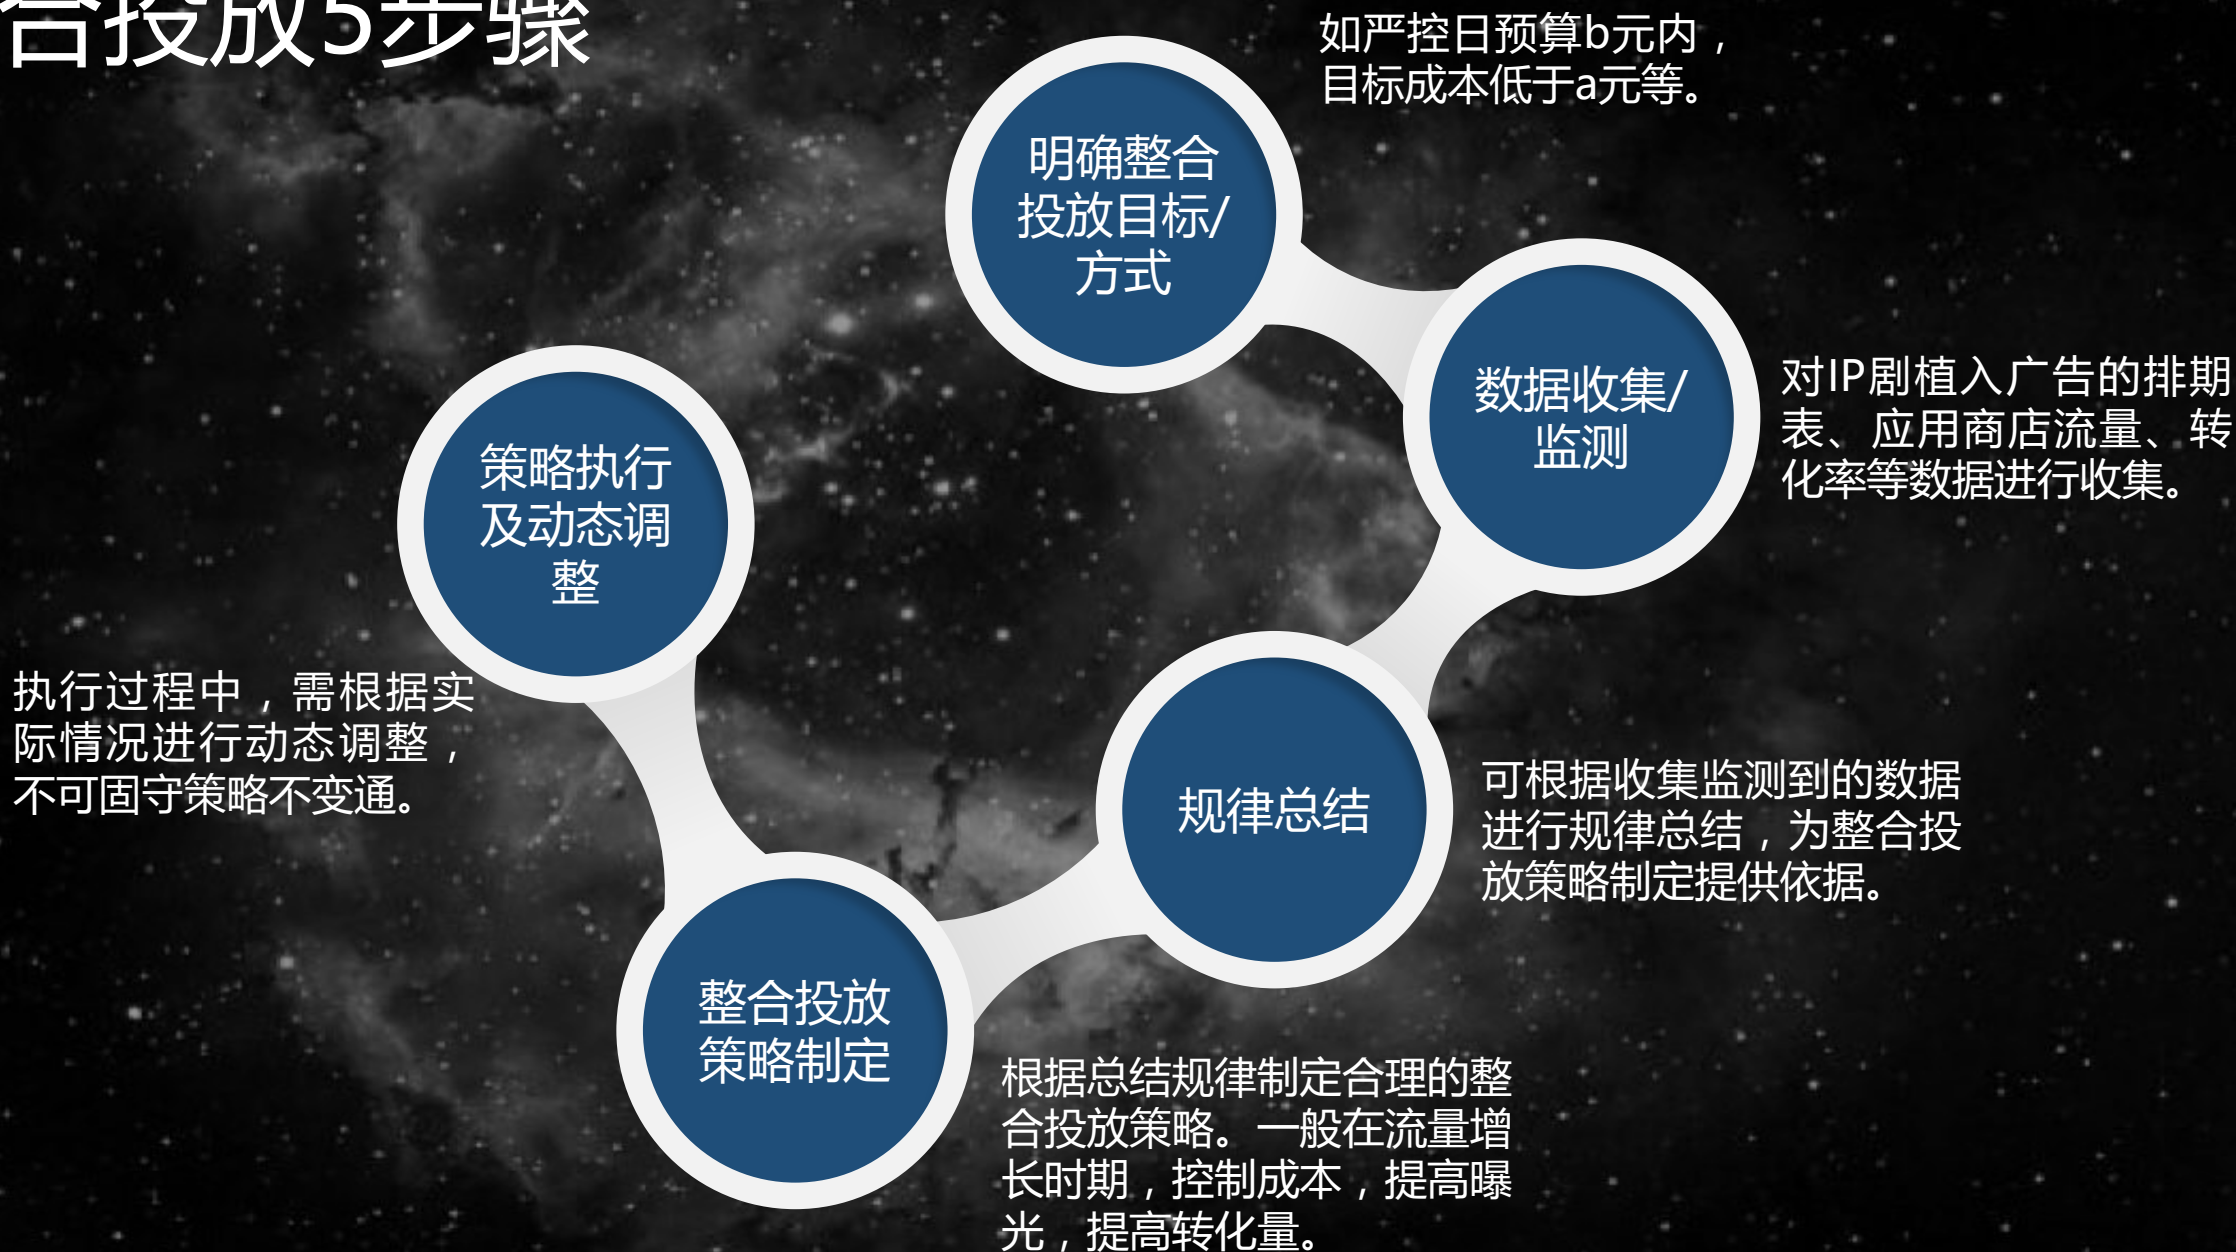 合投放5步骤
如严控日预算b元内，
目标成本低于a元等。
明确整合
投放目标/
方式
数据收集/
监测
对IP剧植入广告的排期
表、应用商店流量、转
化率等数据进行收集。
规律总结
可根据收集监测到的数据
进行规律总结，为整合投
放策略制定提供依据。
整合投放
策略制定
根据总结规律制定合理的整
合投放策略。一般在流量增
长时期，控制成本，提高曝
光，提高转化量。
策略执行
及动态调
整
执行过程中，需根据实
际情况进行动态调整，
不可固守策略不变通。